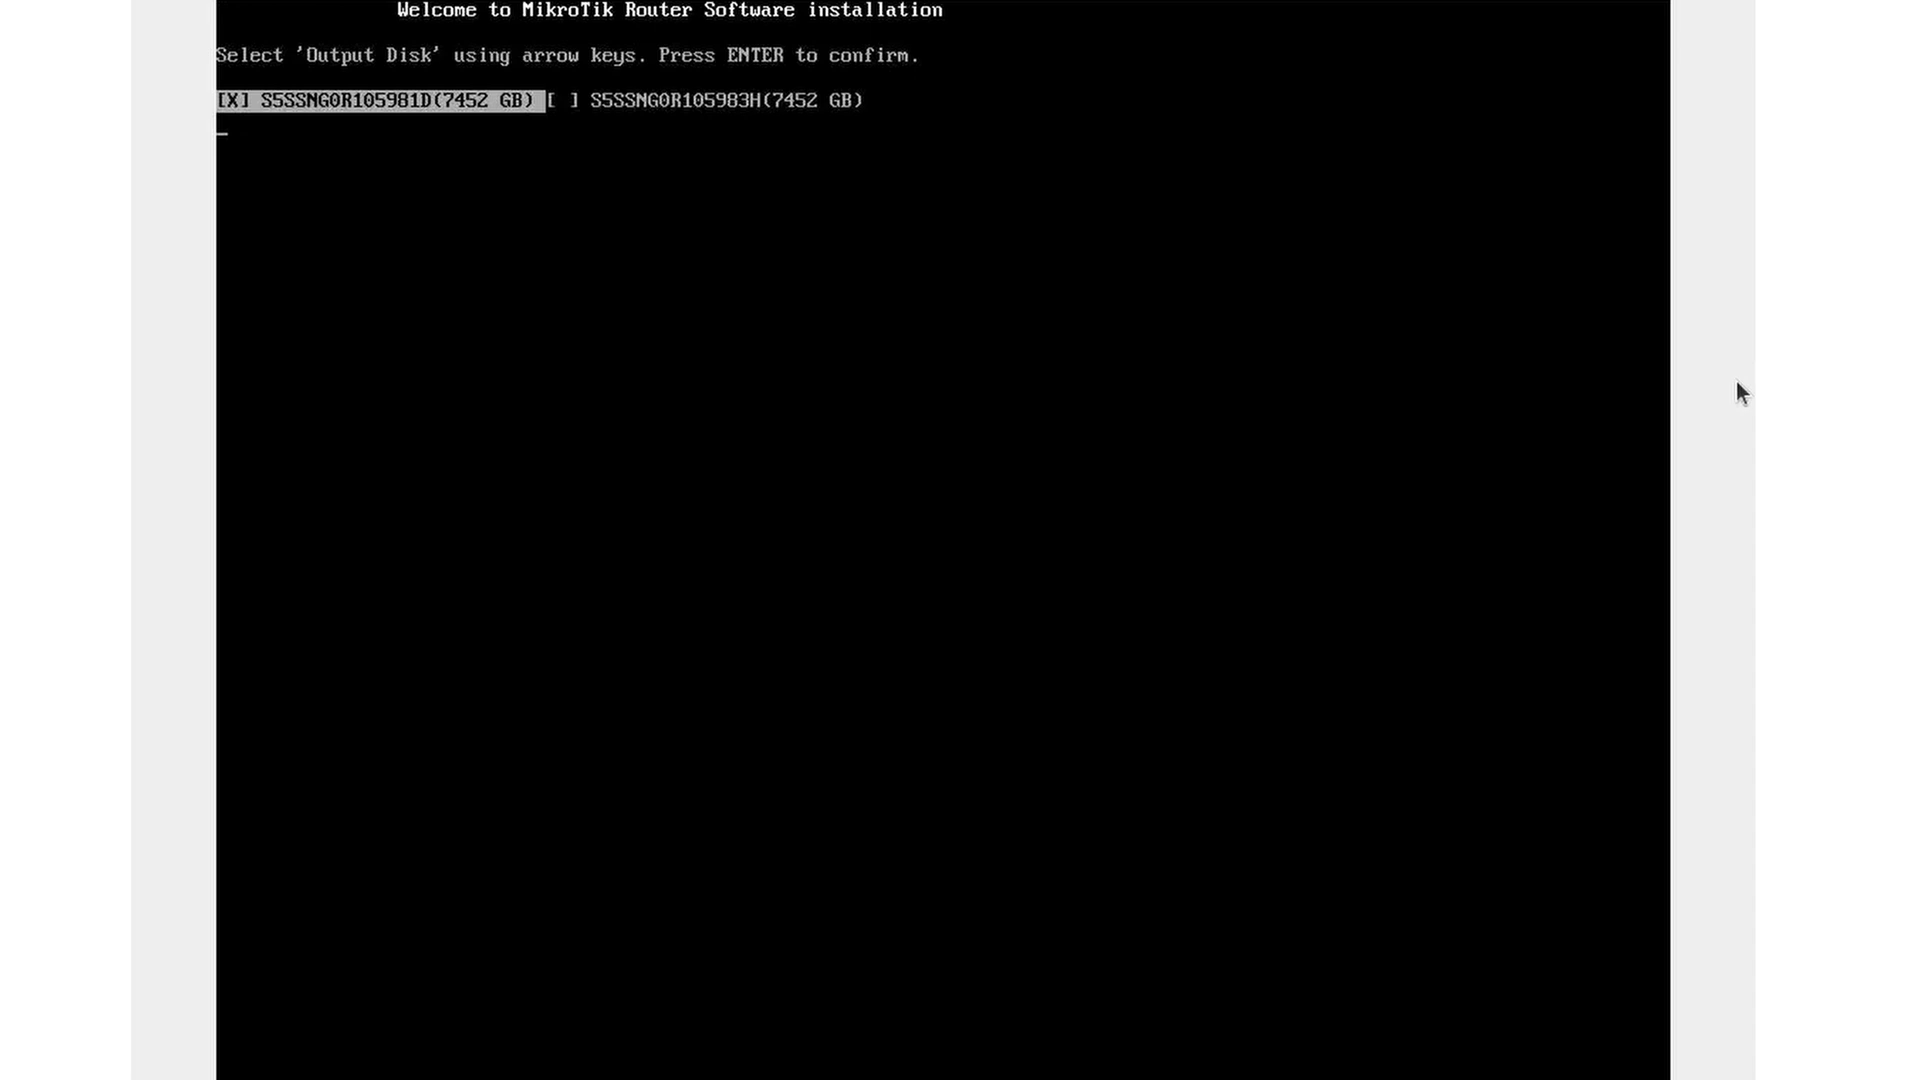 Welcome to MikroTik Router Software installation
Select 'Output Disk' using arrow keys. Press ENTER to confirm.
[X] S5SSNG0R105981D(7452 GB) [ ] S5SSNG0R105983H(7452 GB)
_